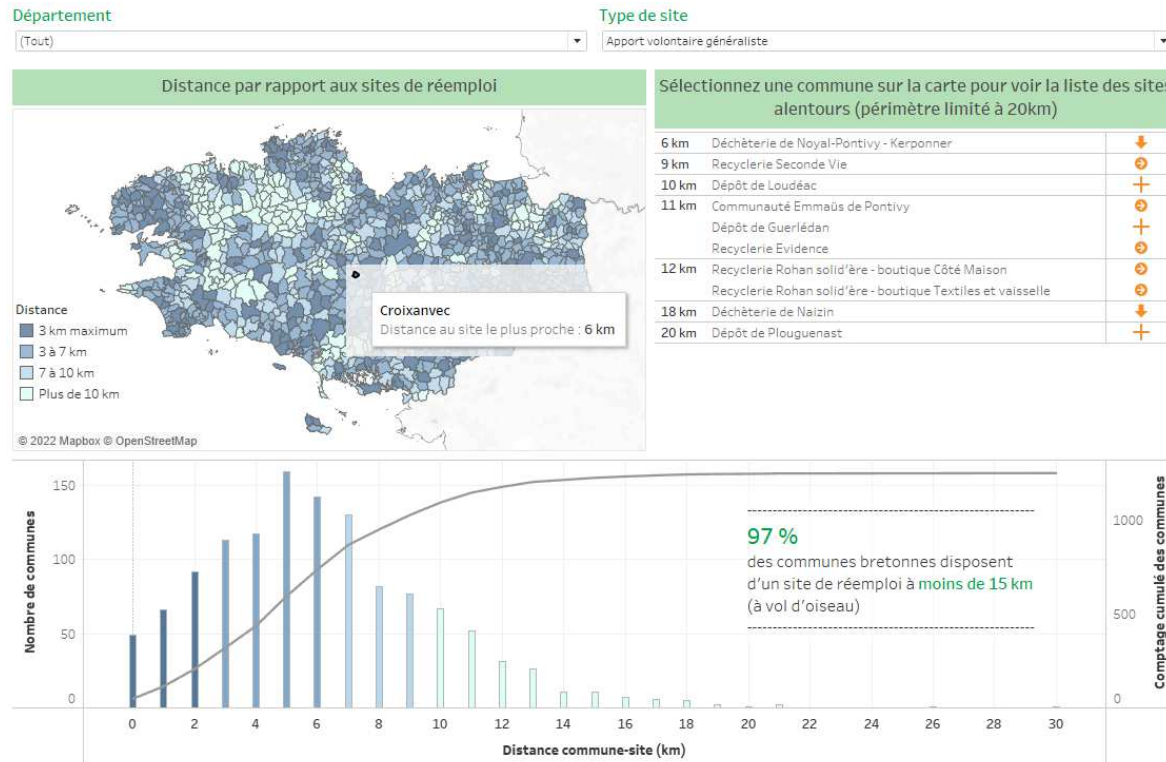 Département
Type de site
(Tout)
Apport volontaire généraliste
Distance par rapport aux sites de réemploi
Sélectionnez une commune sur la carte pour voir la liste des sites
alentours (périmètre limité à 20km)
6 km Déchèterie de Noyal-Pontivy - Kerponner
9 km Recyclerie Seconde Vie
10 km Dépôt de Loudéac
11 km Communauté Emmaüs de Pontivy
Dépôt de Guerlédan
Recyclerie Evidence
12 km Recyclerie Rohan solid'ère - boutique Côté Maison
Recyclerie Rohan solid'ère - boutique Textiles et vaisselle
18 km Déchèterie de Naizin
20 km Dépôt de Plouguenast
Croixanvec
Distance au site le plus proche : 6 km
Distance
3 km maximum
3 à 7 km
7 à 10 km
Plus de 10 km
© 2022 Mapbox © OpenStreetMap
Nombre de communes
150
100
50
0
97 %
des communes bretonnes disposent
d'un site de réemploi à moins de 15 km
(à vol d'oiseau)
1000
500
0
Comptage cumulé des communes
0 2 4 6 8 10 12 14 16 18 20 22 24 26 28 30
Distance commune-site (km)